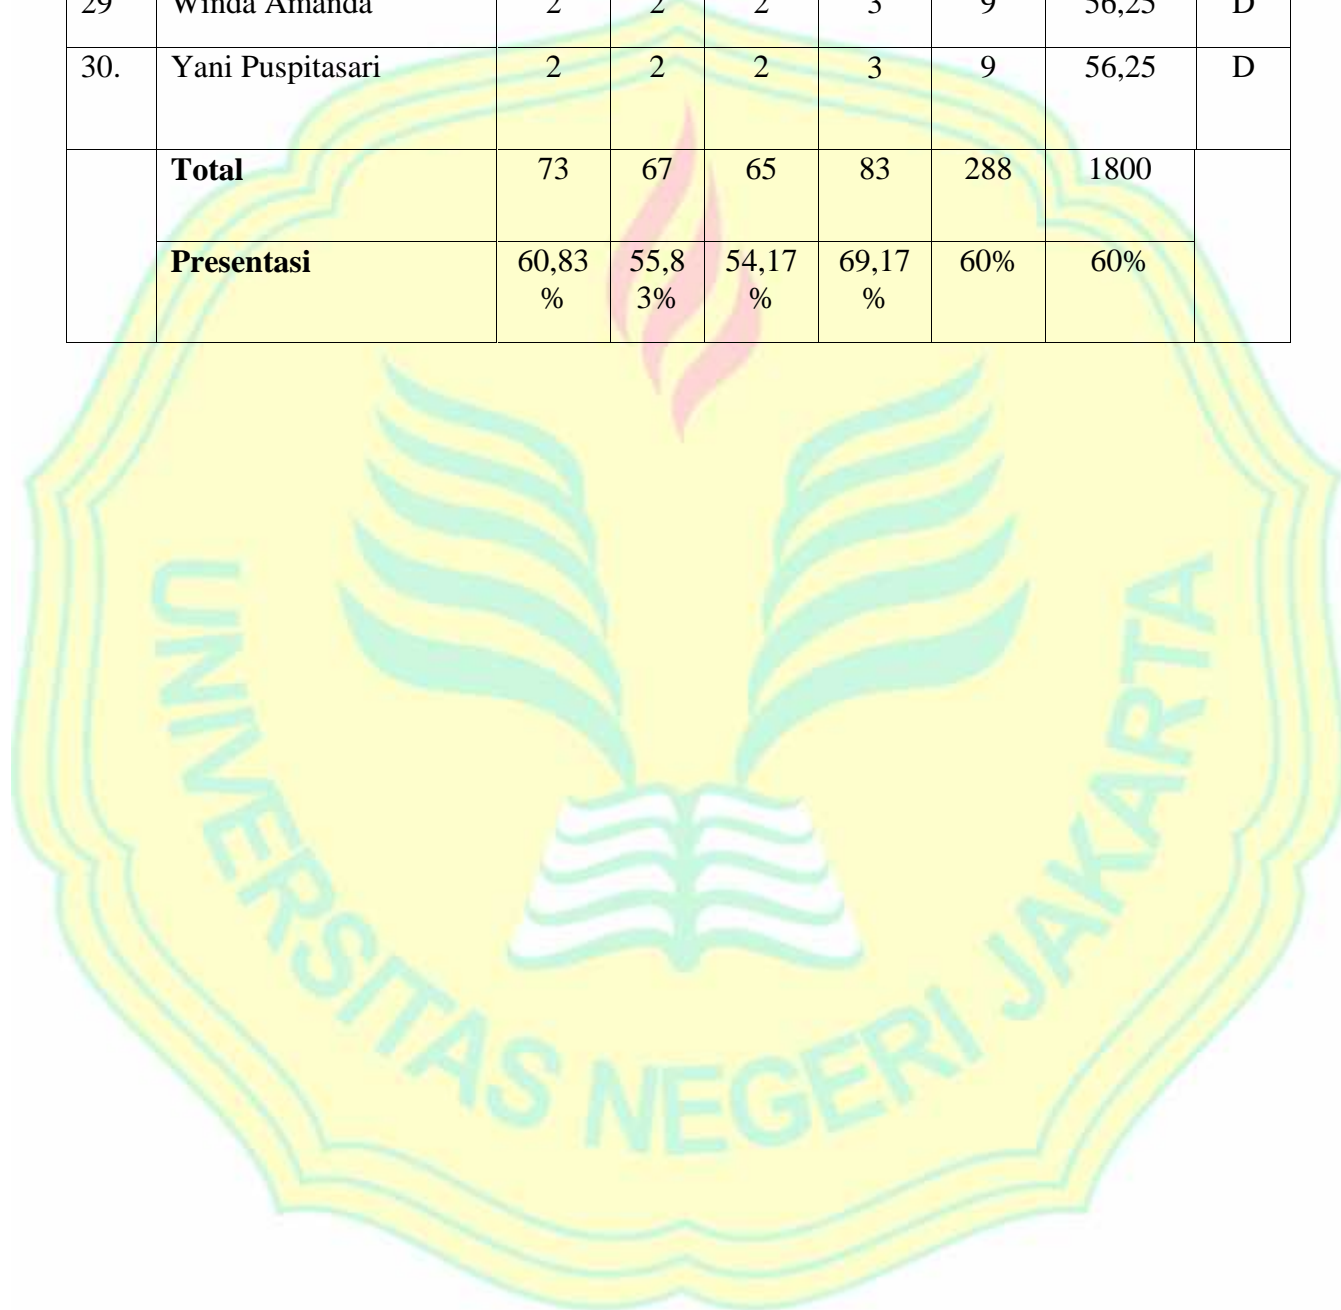 29 Winda Amanda 2 2 2 3 9 56,25 D
30. Yani Puspitasari 2 2 2 3 9 56,25 D
Total 73 67 65 83 288 1800
Presentasi 60,83 55,8 54,17 69,17 60% 60%
% 3% % %
UNIVERSITAS NEGERI JAKARTA